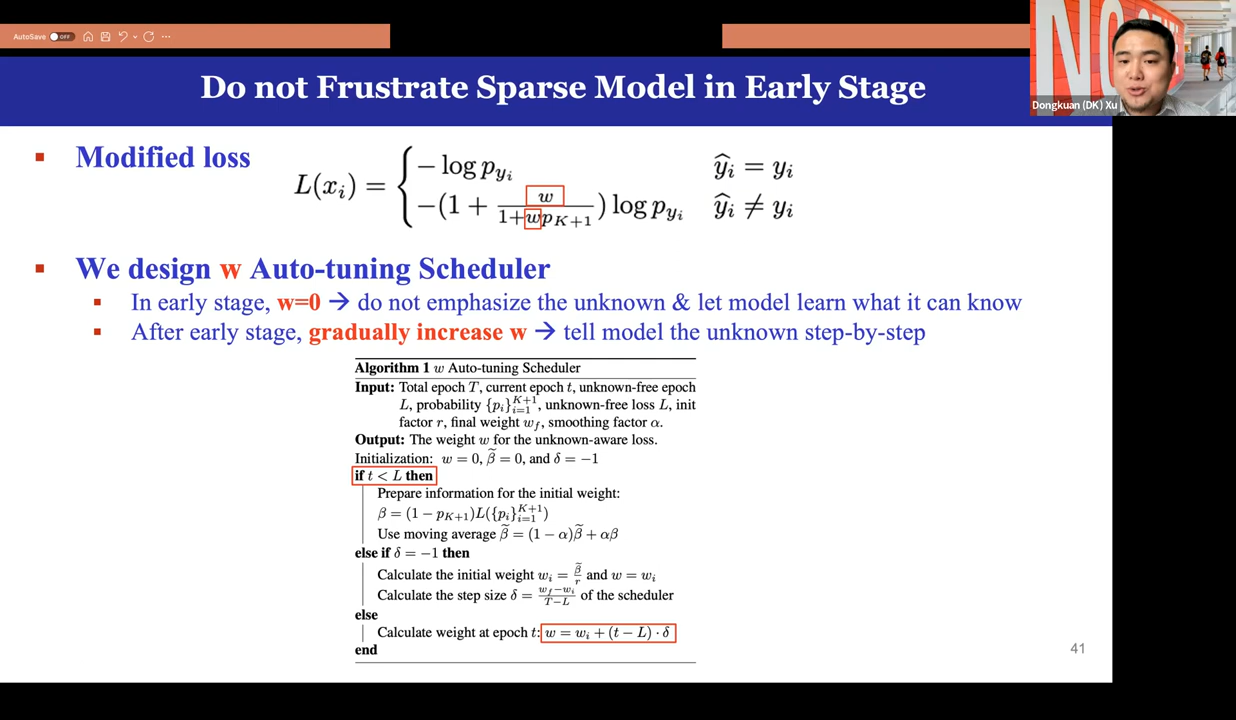 AutoSave OFF
NO
Dongkuan (DK) Xu
Do not Frustrate Sparse Model in Early Stage
▪ Modified loss
L(x_i) = { − log p_{y_i}    ŷ_i = y_i
−(1 + w / (1+wp_{K+1})) log p_{y_i}    ŷ_i ≠ y_i
▪ We design w Auto-tuning Scheduler
▪ In early stage, w=0 → do not emphasize the unknown & let model learn what it can know
▪ After early stage, gradually increase w → tell model the unknown step-by-step
Algorithm 1 w Auto-tuning Scheduler
Input: Total epoch T, current epoch t, unknown-free epoch
L, probability {p_i}_{i=1}^{K+1}, unknown-free loss L, init
factor r, final weight w_f, smoothing factor α.
Output: The weight w for the unknown-aware loss.
Initialization: w = 0, β̃ = 0, and δ = −1
if t < L then
Prepare information for the initial weight:
β = (1 − p_{K+1})L({p_i}_{i=1}^{K+1})
Use moving average β̃ = (1 − α)β̃ + αβ
else if δ = −1 then
Calculate the initial weight w_i = β̃/r and w = w_i
Calculate the step size δ = (w_f−w_i)/(T−L) of the scheduler
else
Calculate weight at epoch t: w = w_i + (t − L) · δ
end
41